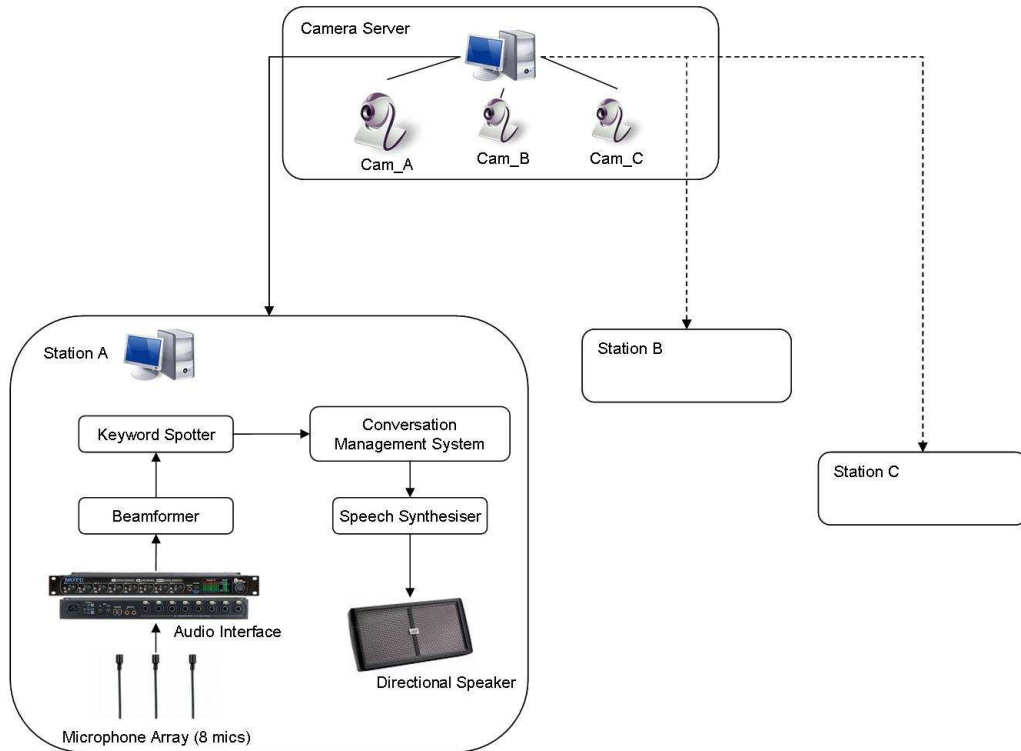 Camera Server
Cam_A
Cam_B
Cam_C
Station A
Station B
Station C
Keyword Spotter
Conversation
Management System
Beamformer
Speech Synthesiser
MOTU
Audio Interface
Directional Speaker
Microphone Array (8 mics)